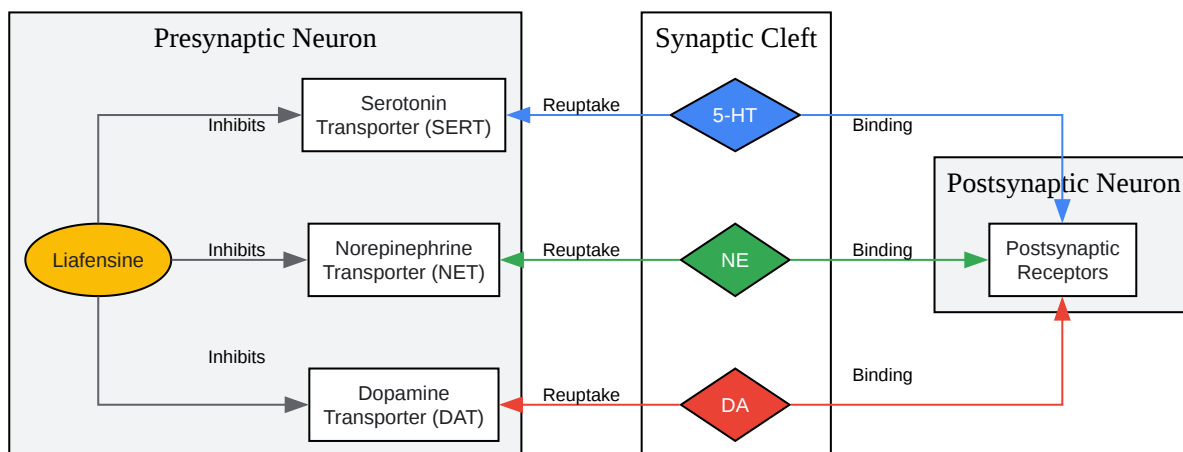 Presynaptic Neuron
Synaptic Cleft
Serotonin
Transporter (SERT)
Inhibits
Reuptake
5-HT
Binding
Postsynaptic Neuron
Liafensine
Inhibits
Norepinephrine
Transporter (NET)
Reuptake
NE
Binding
Postsynaptic
Receptors
Inhibits
Dopamine
Transporter (DAT)
Reuptake
DA
Binding